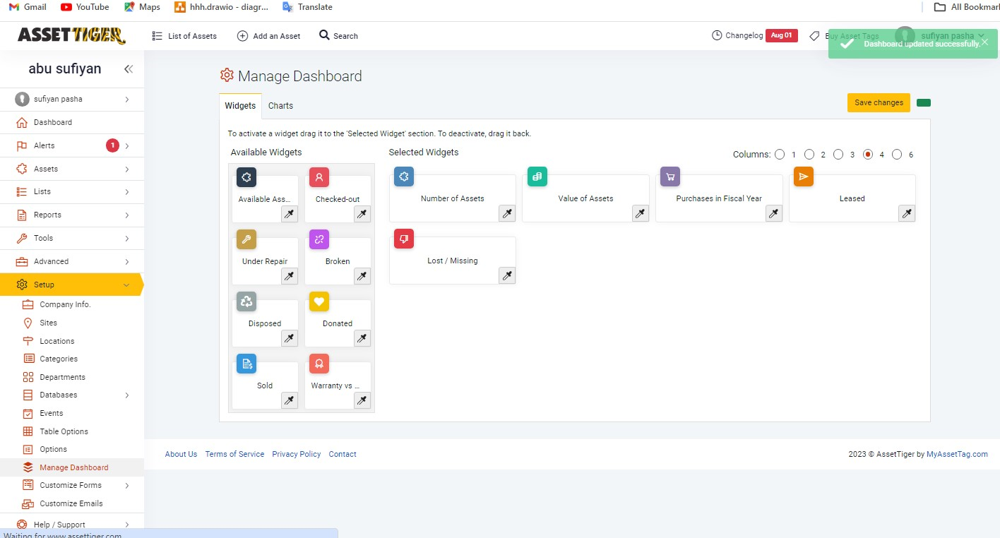 Gmail YouTube Maps hhh.drawio - diagr... Translate All Bookmark
ASSETTIGER List of Assets Add an Asset Search Changelog Aug 01 Buy Asset Tags sufiyan pasha
Dashboard updated successfully.
abu sufiyan
sufiyan pasha
Dashboard
Alerts 1
Assets
Lists
Reports
Tools
Advanced
Setup
Company Info.
Sites
Locations
Categories
Departments
Databases
Events
Table Options
Options
Manage Dashboard
Customize Forms
Customize Emails
Help / Support
Waiting for www.assettiger.com
Manage Dashboard
Widgets Charts Save changes
To activate a widget drag it to the 'Selected Widget' section. To deactivate, drag it back.
Available Widgets
Available Ass... Checked-out
Under Repair Broken
Disposed Donated
Sold Warranty vs ...
Selected Widgets Columns: 1 2 3 4 6
Number of Assets Value of Assets Purchases in Fiscal Year Leased
Lost / Missing
About Us Terms of Service Privacy Policy Contact 2023 © AssetTiger by MyAssetTag.com